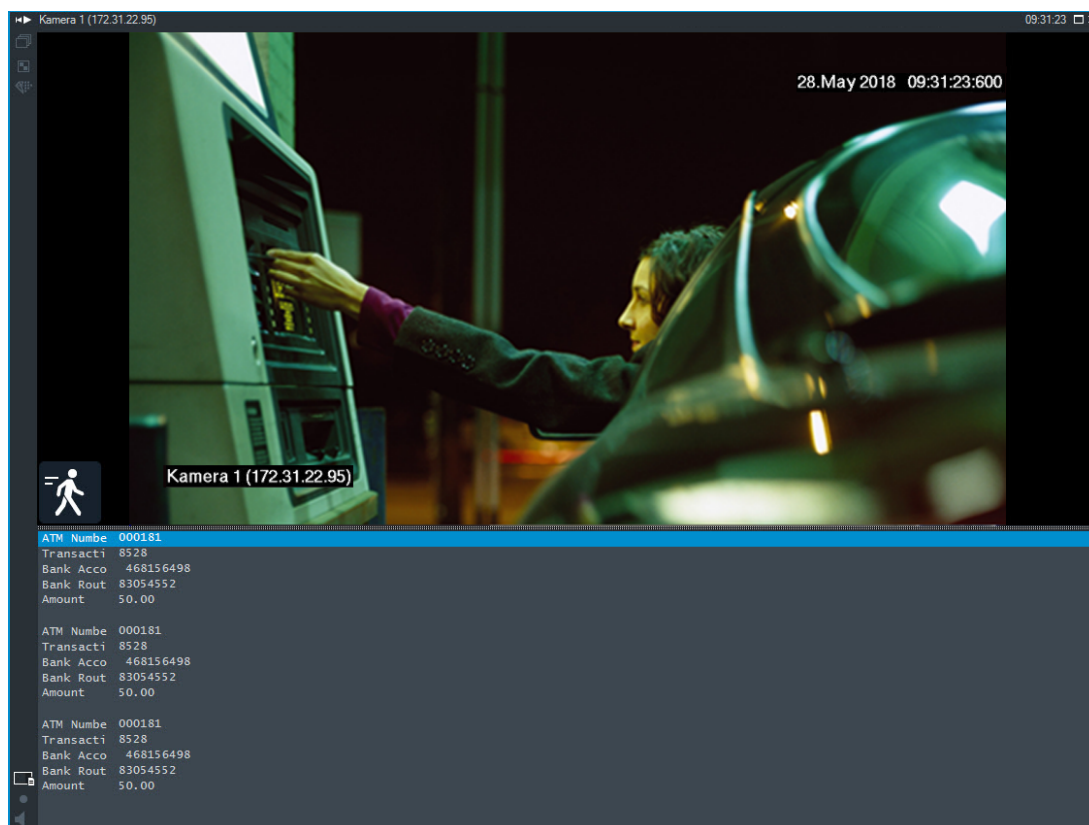 Kamera 1 (172.31.22.95) 09:31:23
28.May 2018 09:31:23:600
Kamera 1 (172.31.22.95)
ATM Numbe 000181
Transacti 8528
Bank Acco 468156498
Bank Rout 83054552
Amount 50.00
ATM Numbe 000181
Transacti 8528
Bank Acco 468156498
Bank Rout 83054552
Amount 50.00
ATM Numbe 000181
Transacti 8528
Bank Acco 468156498
Bank Rout 83054552
Amount 50.00